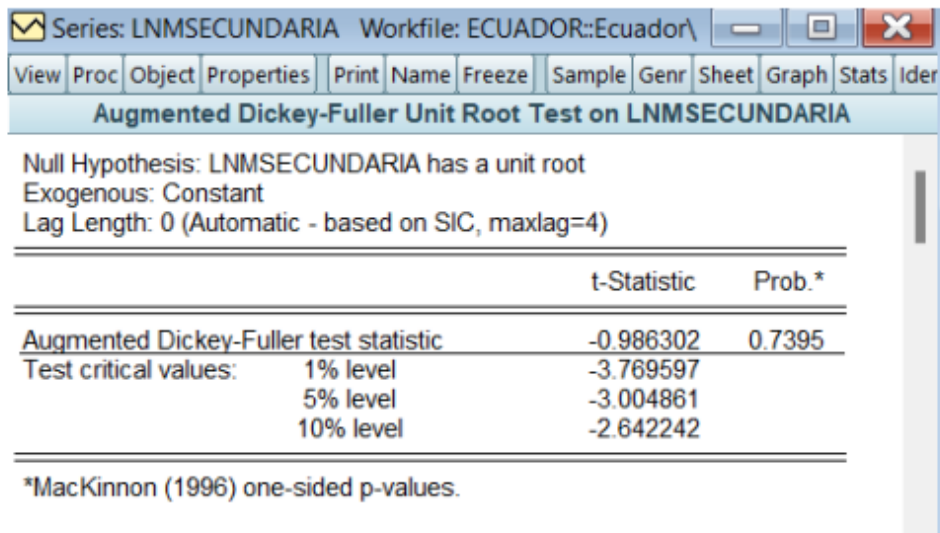 Series: LNMSECUNDARIA Workfile: ECUADOR::Ecuador\
View Proc Object Properties Print Name Freeze Sample Genr Sheet Graph Stats Iden
Augmented Dickey-Fuller Unit Root Test on LNMSECUNDARIA
Null Hypothesis: LNMSECUNDARIA has a unit root
Exogenous: Constant
Lag Length: 0 (Automatic - based on SIC, maxlag=4)
t-Statistic Prob.*
Augmented Dickey-Fuller test statistic -0.986302 0.7395
Test critical values: 1% level -3.769597
5% level -3.004861
10% level -2.642242
*MacKinnon (1996) one-sided p-values.